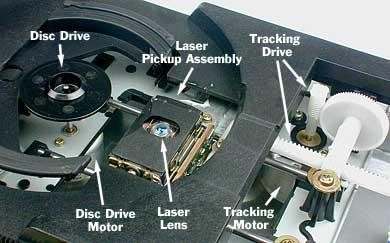 Disc Drive
Laser
Pickup Assembly
Tracking
Drive
Disc Drive
Motor
Laser
Lens
Tracking
Motor